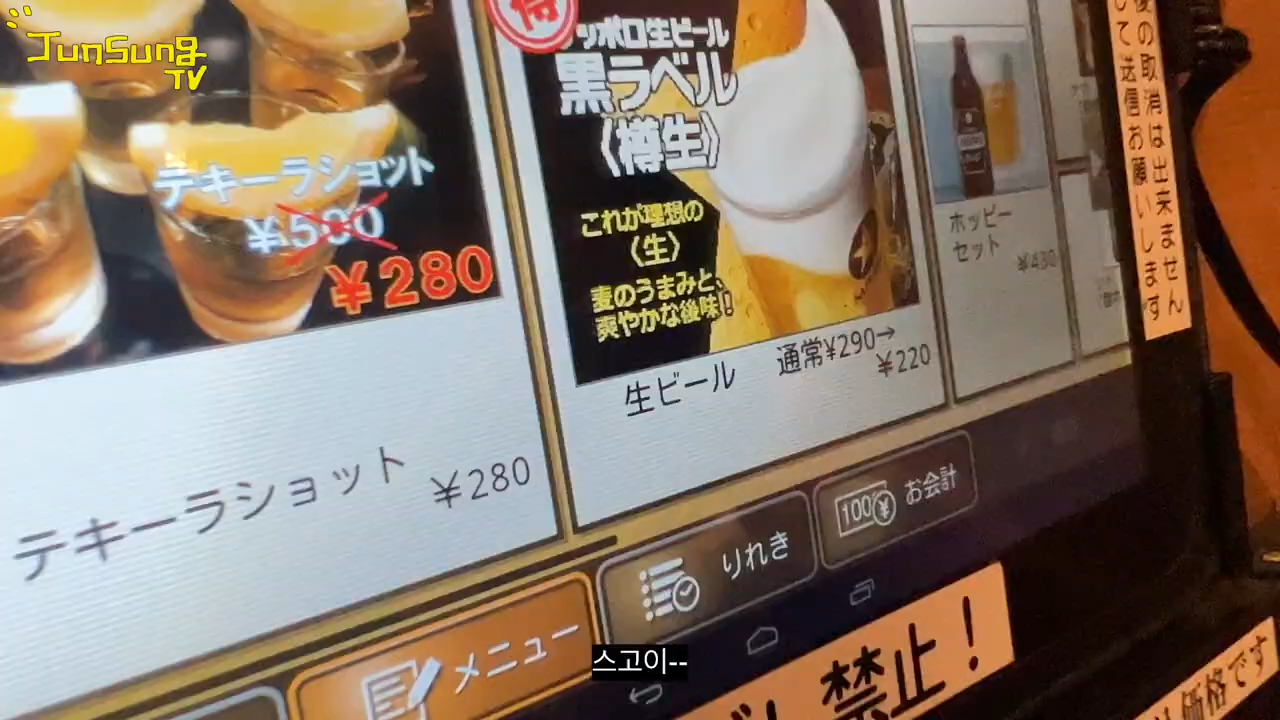 JunSung
TV
得
テキーラショット
¥590
¥280
テキーラショット
¥280
サッポロ生ビール
黒ラベル
〈樽生〉
これが理想の
〈生〉
麦のうまみと、
爽やかな後味!
生ビール
通常¥290→
¥220
ホッピー
セット
¥430
の取消は出来ません
して送信お願いします
メニュー
りれき
100 ¥ お会計
禁止!
価格です
스고이--